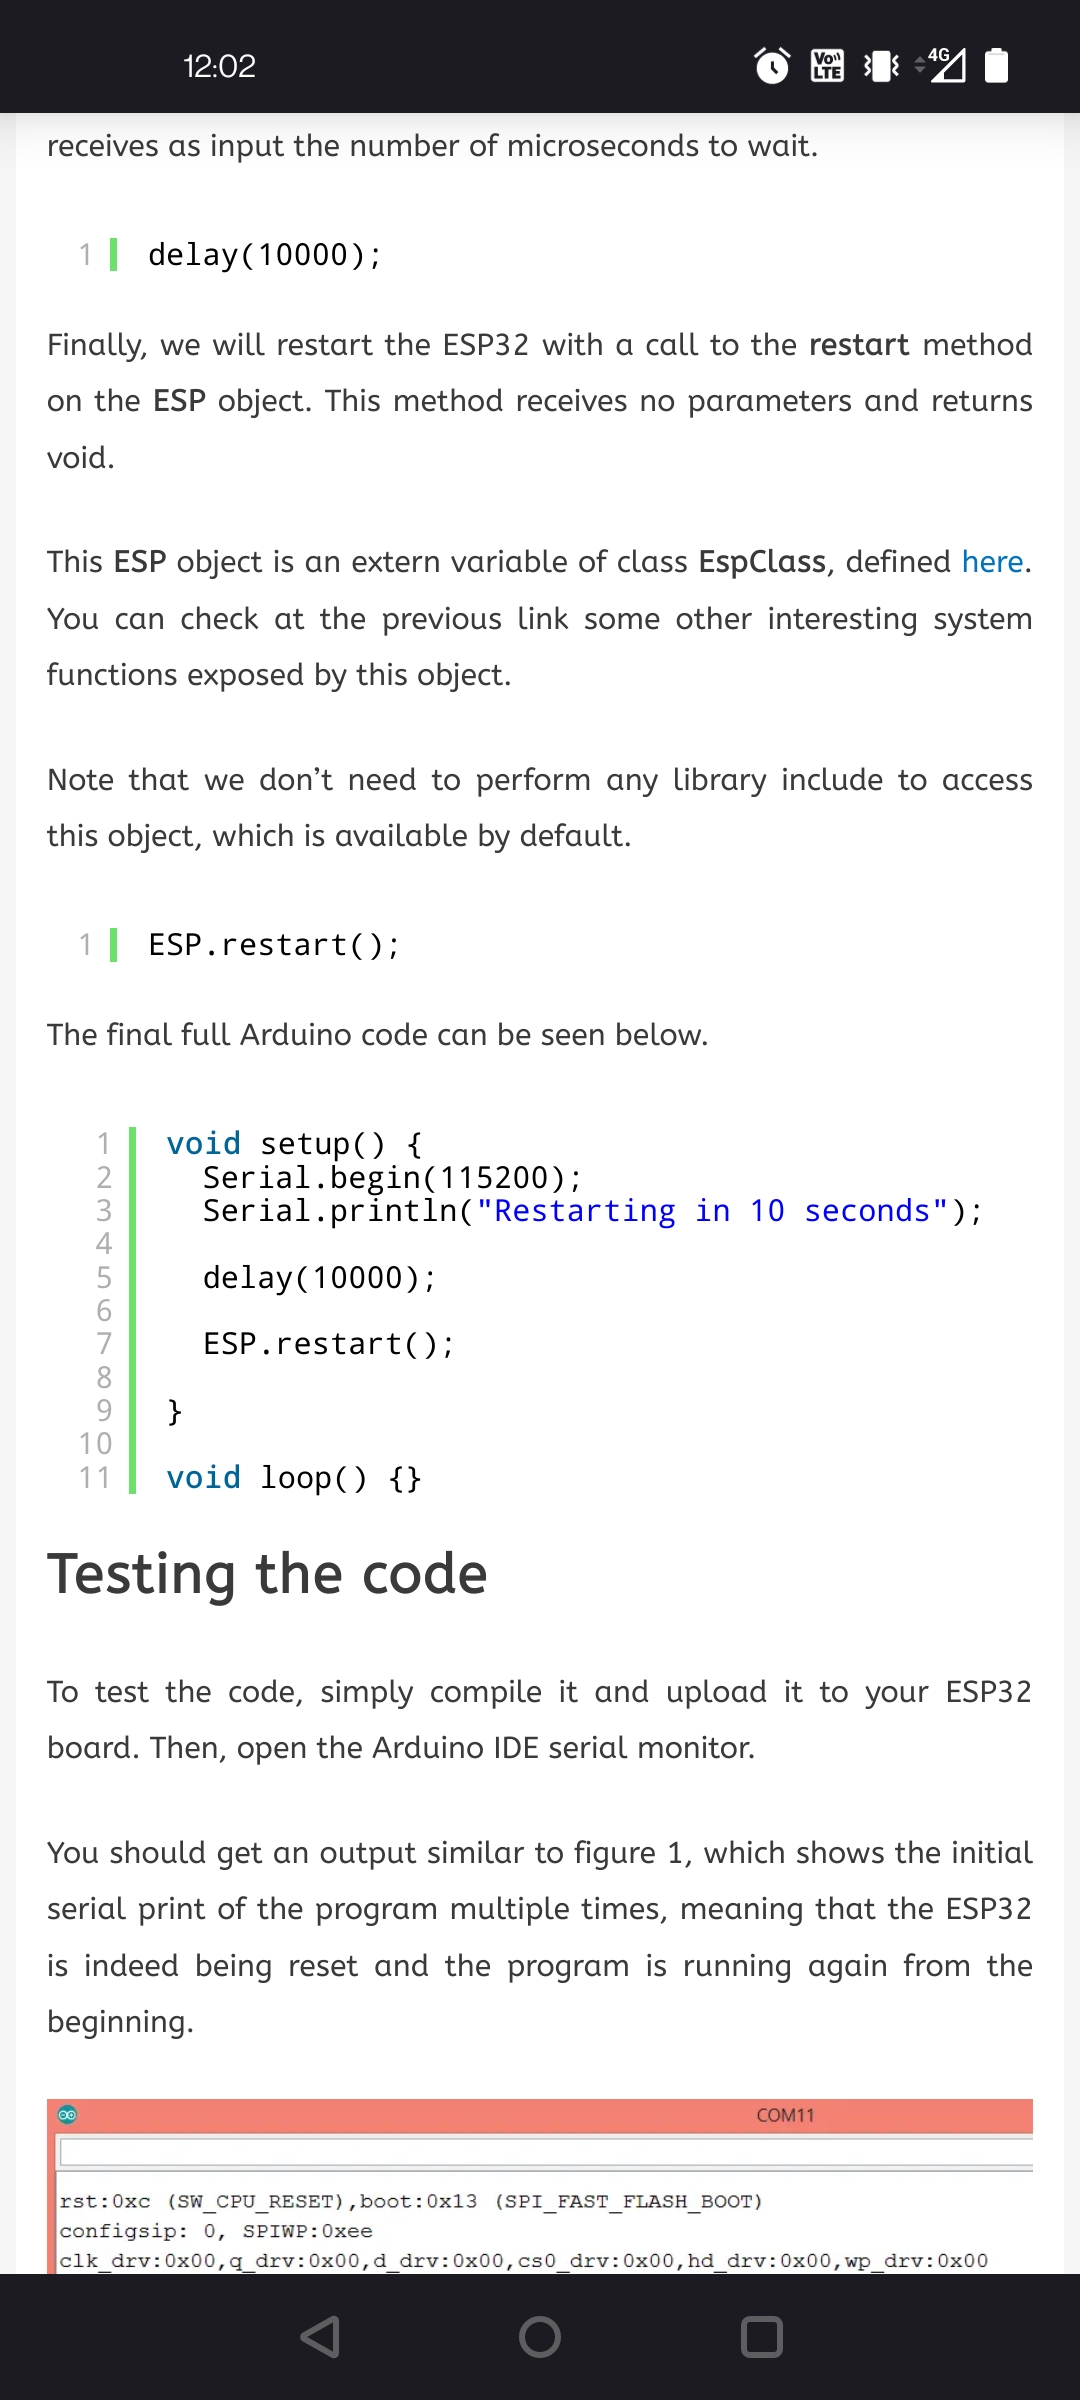 12:02
Vo))
LTE
4G
receives as input the number of microseconds to wait.
1 delay(10000);
Finally, we will restart the ESP32 with a call to the restart method
on the ESP object. This method receives no parameters and returns
void.
This ESP object is an extern variable of class EspClass, defined here.
You can check at the previous link some other interesting system
functions exposed by this object.
Note that we don’t need to perform any library include to access
this object, which is available by default.
1 ESP.restart();
The final full Arduino code can be seen below.
1 void setup() {
2 Serial.begin(115200);
3 Serial.println("Restarting in 10 seconds");
4
5 delay(10000);
6
7 ESP.restart();
8
9 }
10
11 void loop() {}
Testing the code
To test the code, simply compile it and upload it to your ESP32
board. Then, open the Arduino IDE serial monitor.
You should get an output similar to figure 1, which shows the initial
serial print of the program multiple times, meaning that the ESP32
is indeed being reset and the program is running again from the
beginning.
COM11
rst:0xc (SW_CPU_RESET),boot:0x13 (SPI_FAST_FLASH_BOOT)
configsip: 0, SPIWP:0xee
clk_drv:0x00,q_drv:0x00,d_drv:0x00,cs0_drv:0x00,hd_drv:0x00,wp_drv:0x00